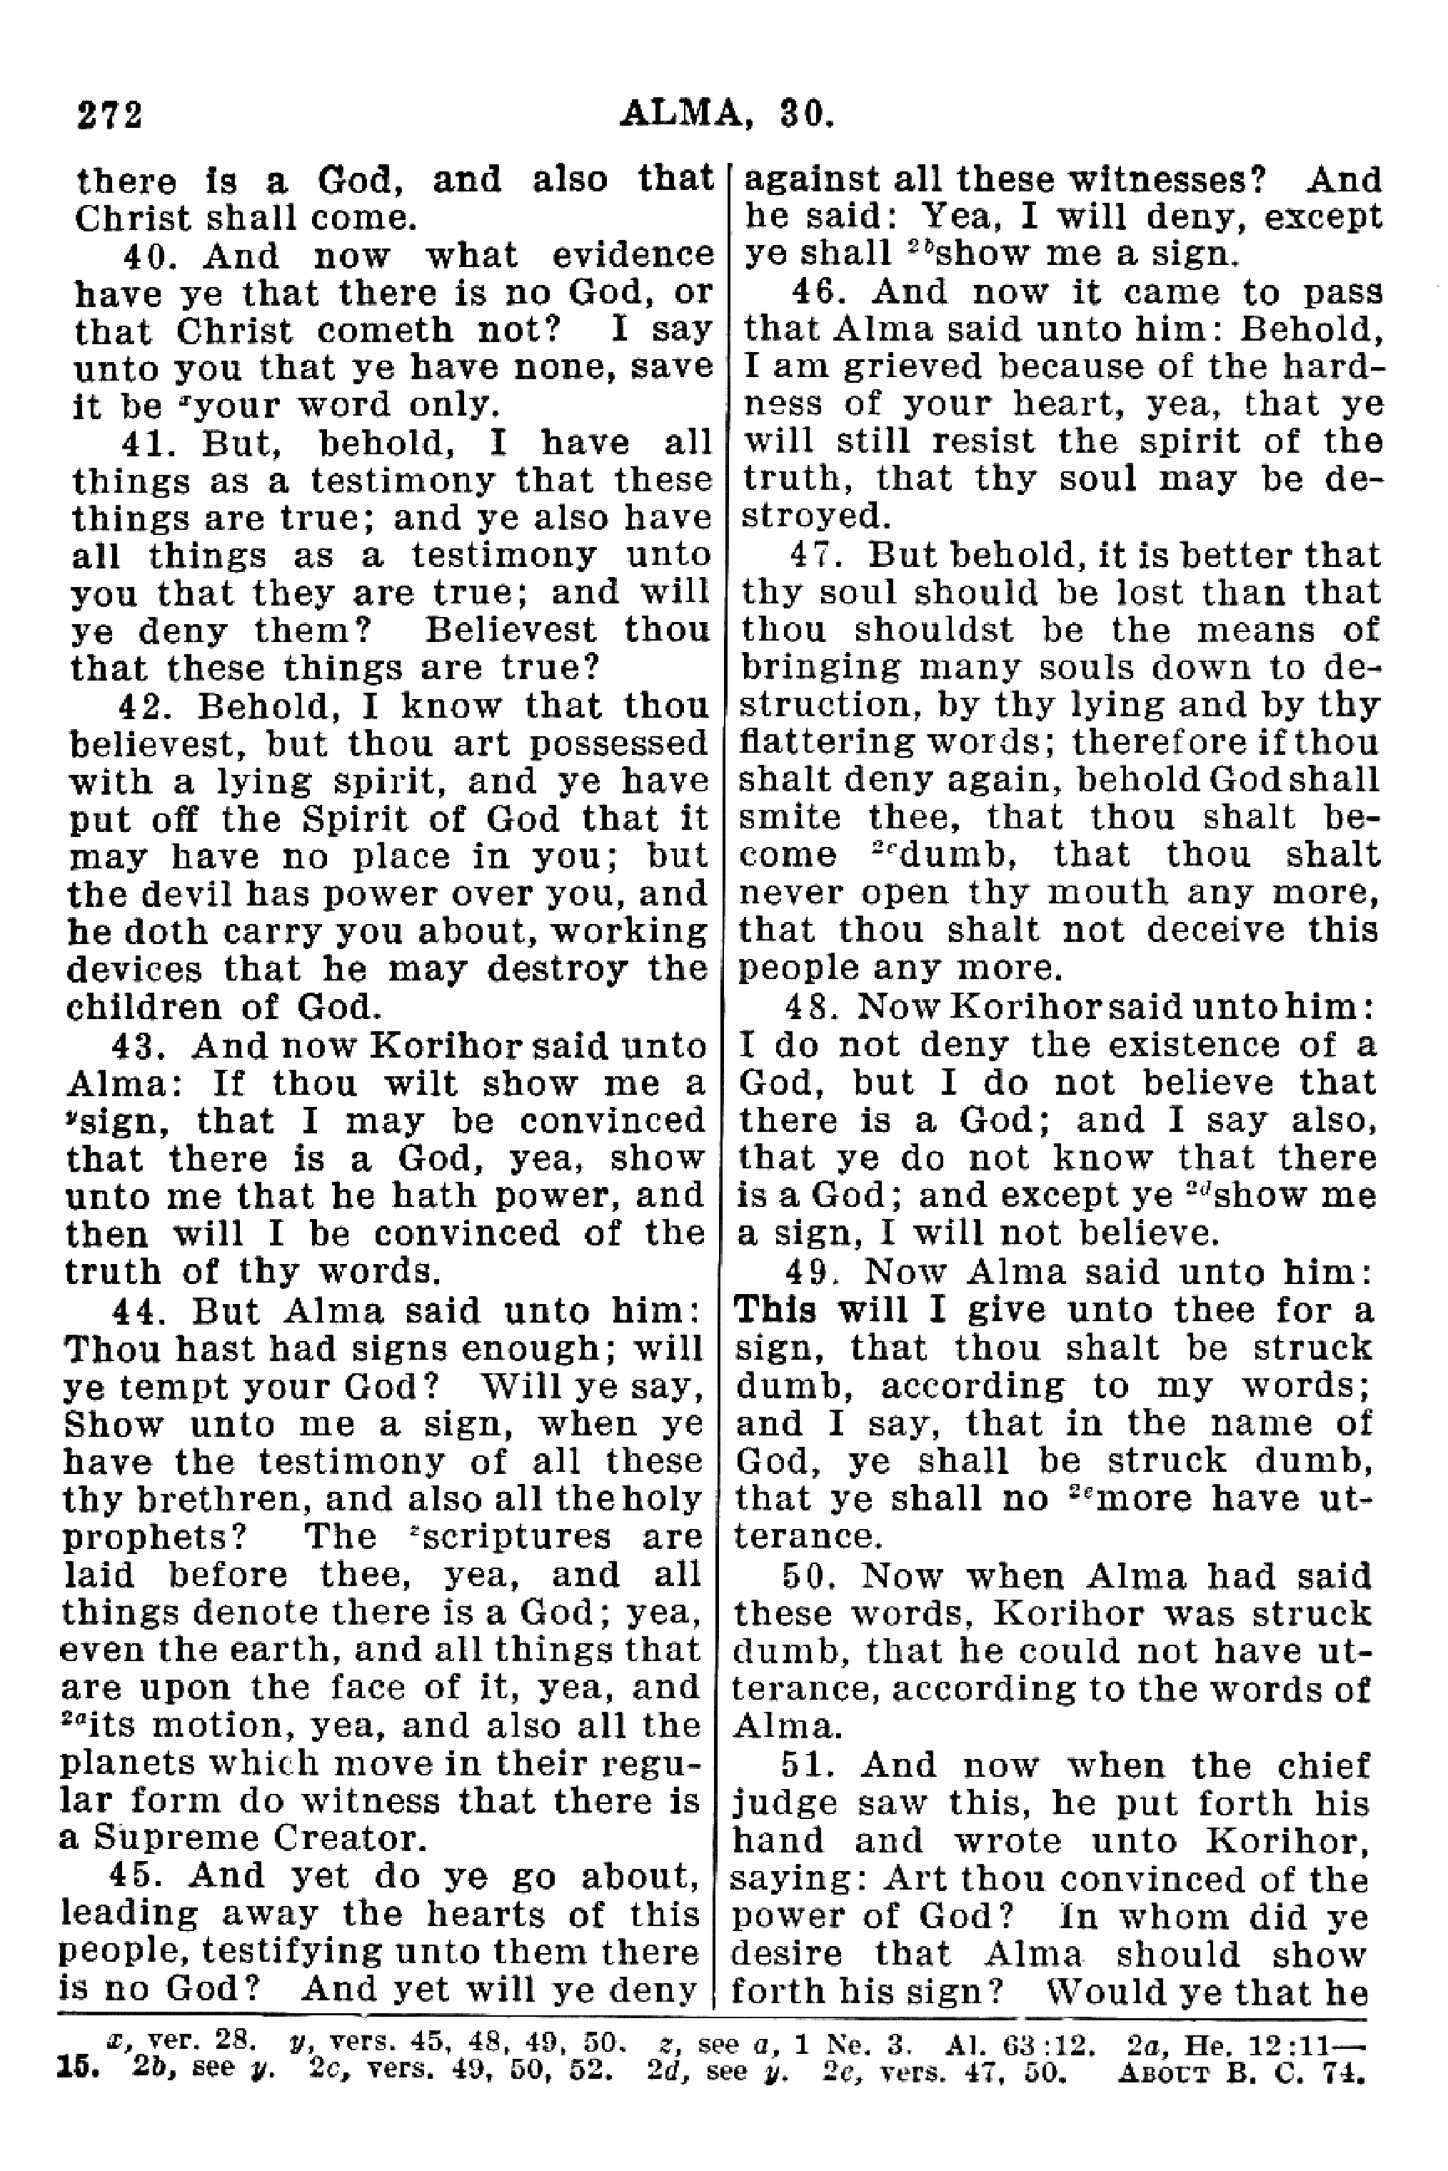 272
ALMA, 30.
there is a God, and also that
Christ shall come.
40. And now what evidence
have ye that there is no God, or
that Christ cometh not? I say
unto you that ye have none, save
it be xyour word only.
41. But, behold, I have all
things as a testimony that these
things are true; and ye also have
all things as a testimony unto
you that they are true; and will
ye deny them? Believest thou
that these things are true?
42. Behold, I know that thou
believest, but thou art possessed
with a lying spirit, and ye have
put off the Spirit of God that it
may have no place in you; but
the devil has power over you, and
he doth carry you about, working
devices that he may destroy the
children of God.
43. And now Korihor said unto
Alma: If thou wilt show me a
ysign, that I may be convinced
that there is a God, yea, show
unto me that he hath power, and
then will I be convinced of the
truth of thy words.
44. But Alma said unto him:
Thou hast had signs enough; will
ye tempt your God? Will ye say,
Show unto me a sign, when ye
have the testimony of all these
thy brethren, and also all the holy
prophets? The zscriptures are
laid before thee, yea, and all
things denote there is a God; yea,
even the earth, and all things that
are upon the face of it, yea, and
2aits motion, yea, and also all the
planets which move in their regu-
lar form do witness that there is
a Supreme Creator.
45. And yet do ye go about,
leading away the hearts of this
people, testifying unto them there
is no God? And yet will ye deny
against all these witnesses? And
he said: Yea, I will deny, except
ye shall 2bshow me a sign.
46. And now it came to pass
that Alma said unto him: Behold,
I am grieved because of the hard-
ness of your heart, yea, that ye
will still resist the spirit of the
truth, that thy soul may be de-
stroyed.
47. But behold, it is better that
thy soul should be lost than that
thou shouldst be the means of
bringing many souls down to de-
struction, by thy lying and by thy
flattering words; therefore if thou
shalt deny again, behold God shall
smite thee, that thou shalt be-
come 2cdumb, that thou shalt
never open thy mouth any more,
that thou shalt not deceive this
people any more.
48. Now Korihor said unto him:
I do not deny the existence of a
God, but I do not believe that
there is a God; and I say also,
that ye do not know that there
is a God; and except ye 2dshow me
a sign, I will not believe.
49. Now Alma said unto him:
This will I give unto thee for a
sign, that thou shalt be struck
dumb, according to my words;
and I say, that in the name of
God, ye shall be struck dumb,
that ye shall no 2emore have ut-
terance.
50. Now when Alma had said
these words, Korihor was struck
dumb, that he could not have ut-
terance, according to the words of
Alma.
51. And now when the chief
judge saw this, he put forth his
hand and wrote unto Korihor,
saying: Art thou convinced of the
power of God? In whom did ye
desire that Alma should show
forth his sign? Would ye that he
x, ver. 28. y, vers. 45, 48, 49, 50. z, see a, 1 Ne. 3. Al. 63:12. 2a, He. 12:11—
15. 2b, see y. 2c, vers. 49, 50, 52. 2d, see y. 2e, vers. 47, 50. ABOUT B. C. 74.